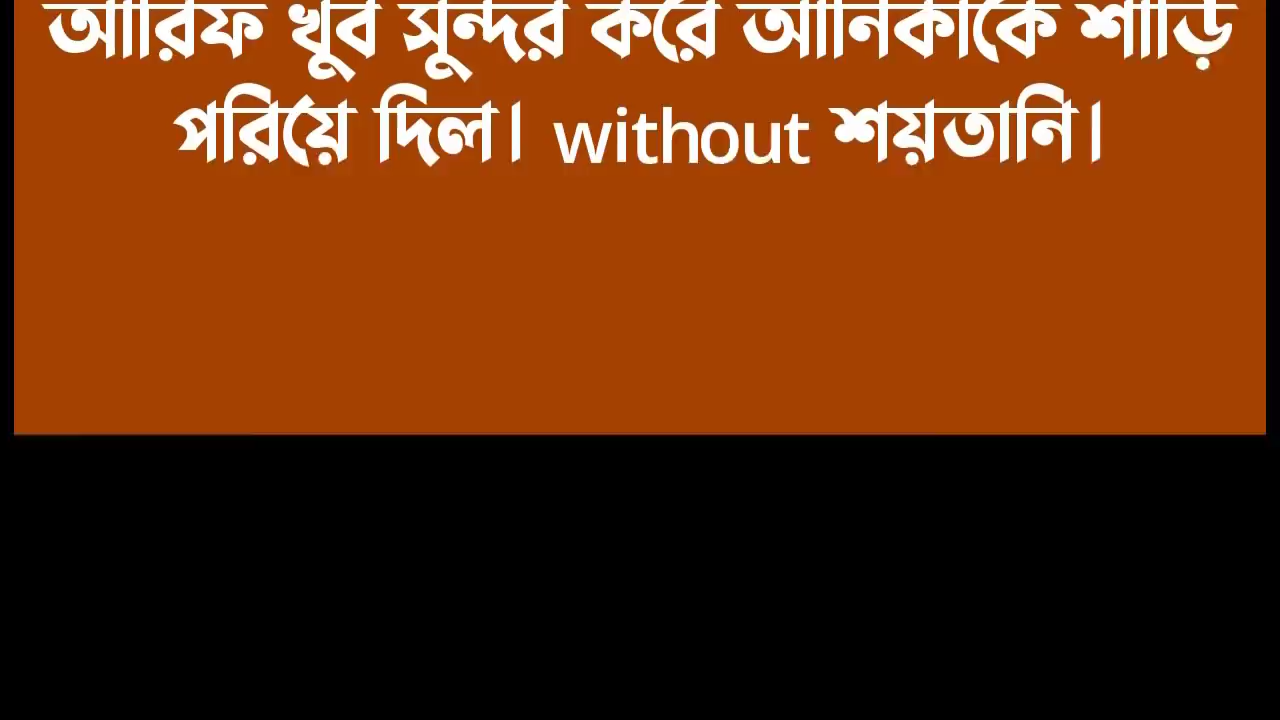 আরিফ খুব সুন্দর করে আনিকাকে শাড়ি
পরিয়ে দিল। without শয়তানি।